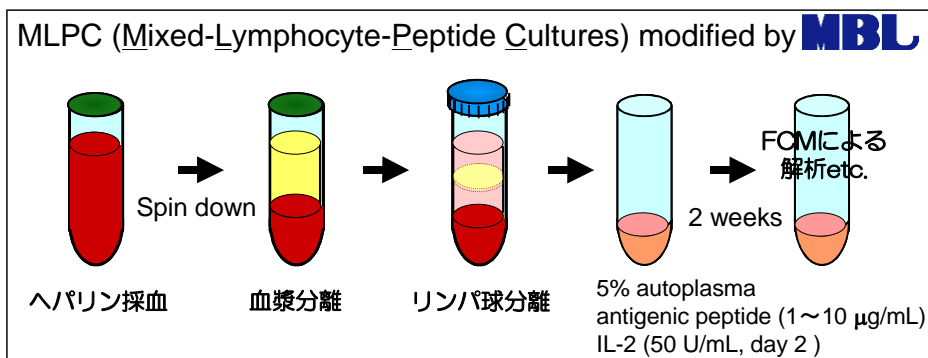 MLPC (Mixed-Lymphocyte-Peptide Cultures) modified by MBL
FCMによる
解析etc.
Spin down
2 weeks
ヘパリン採血
血漿分離
リンパ球分離
5% autoplasma
antigenic peptide (1～10 μg/mL)
IL-2 (50 U/mL, day 2 )